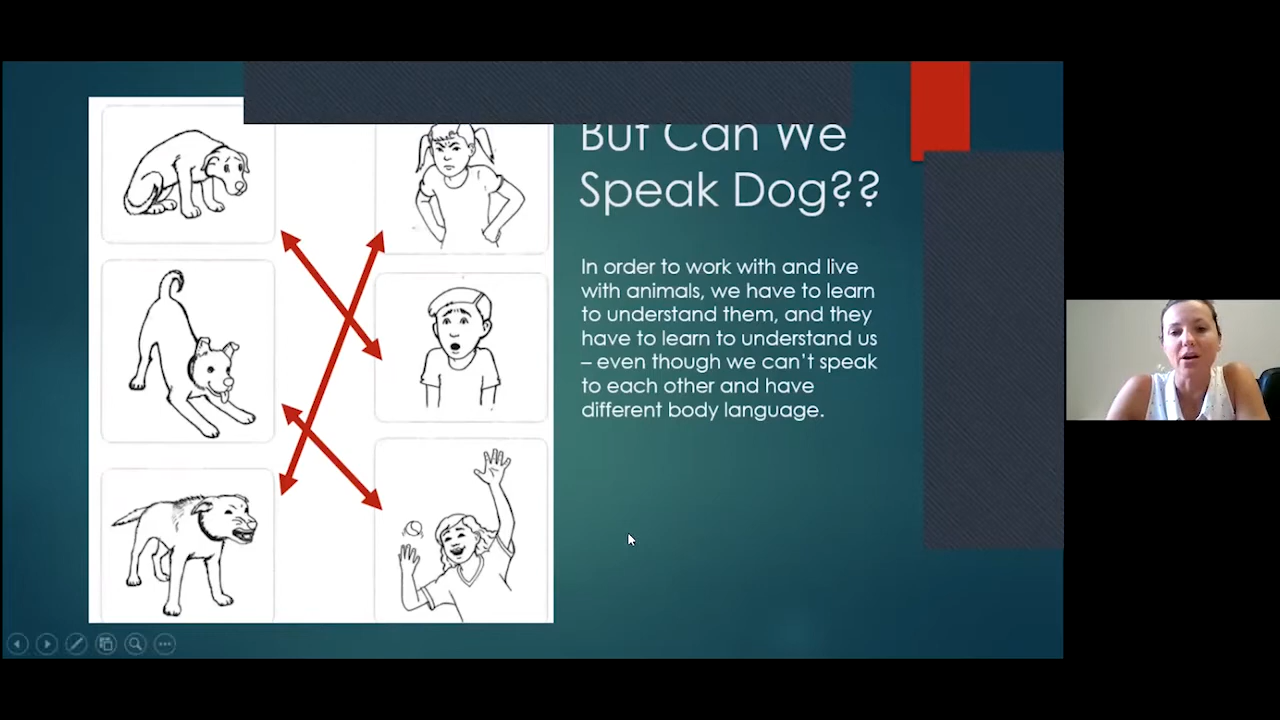 But Can We
Speak Dog??
In order to work with and live
with animals, we have to learn
to understand them, and they
have to learn to understand us
– even though we can't speak
to each other and have
different body language.